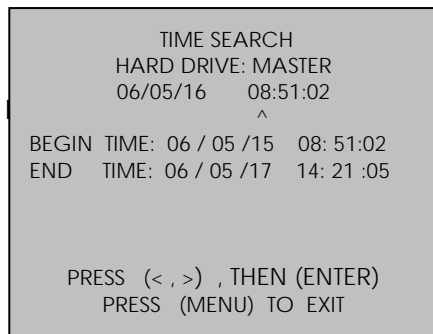 TIME SEARCH
HARD DRIVE: MASTER
06/05/16 08:51:02
^
BEGIN TIME: 06 / 05 /15 08: 51:02
END TIME: 06 / 05 /17 14: 21 :05
PRESS (< , >) , THEN (ENTER)
PRESS (MENU) TO EXIT